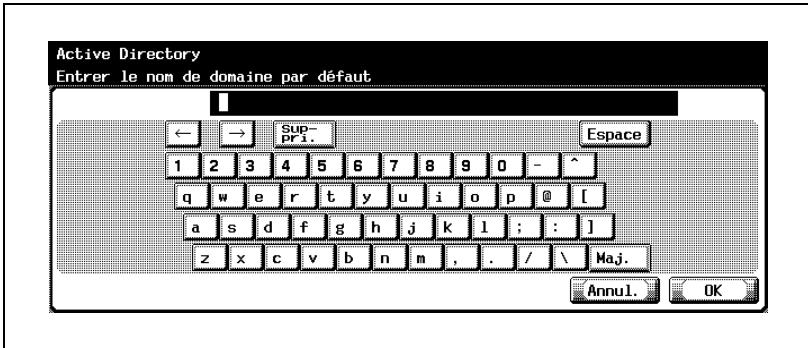 Active Directory
Entrer le nom de domaine par défaut
← → Sup-
pri. Espace
1 2 3 4 5 6 7 8 9 0 - ^
q w e r t y u i o p @ [
a s d f g h j k l ; : ]
z x c v b n m , . / \ Maj.
Annul. OK